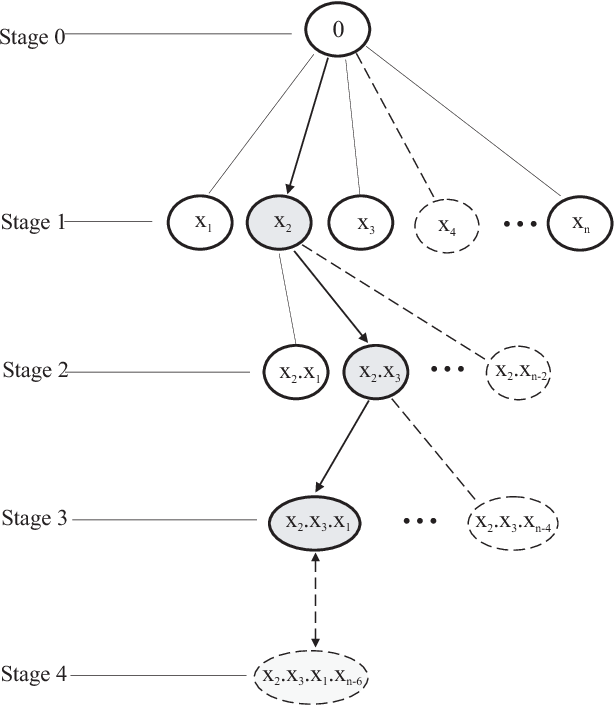 Stage 0 0
Stage 1 x₁ x₂ x₃ x₄ ••• xₙ
Stage 2 x₂.x₁ x₂.x₃ ••• x₂.xₙ₋₂
Stage 3 x₂.x₃.x₁ ••• x₂.x₃.xₙ₋₄
Stage 4 x₂.x₃.x₁.xₙ₋₆